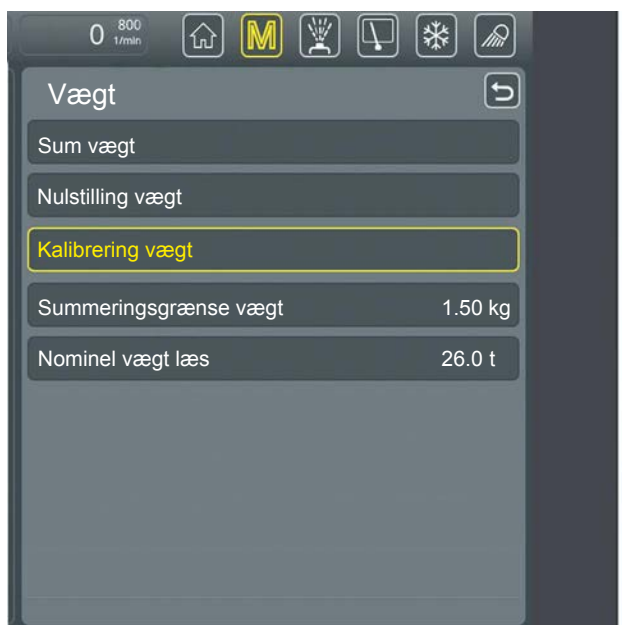 0 800 1/min M
Vægt
Sum vægt
Nulstilling vægt
Kalibrering vægt
Summeringsgrænse vægt 1.50 kg
Nominel vægt læs 26.0 t